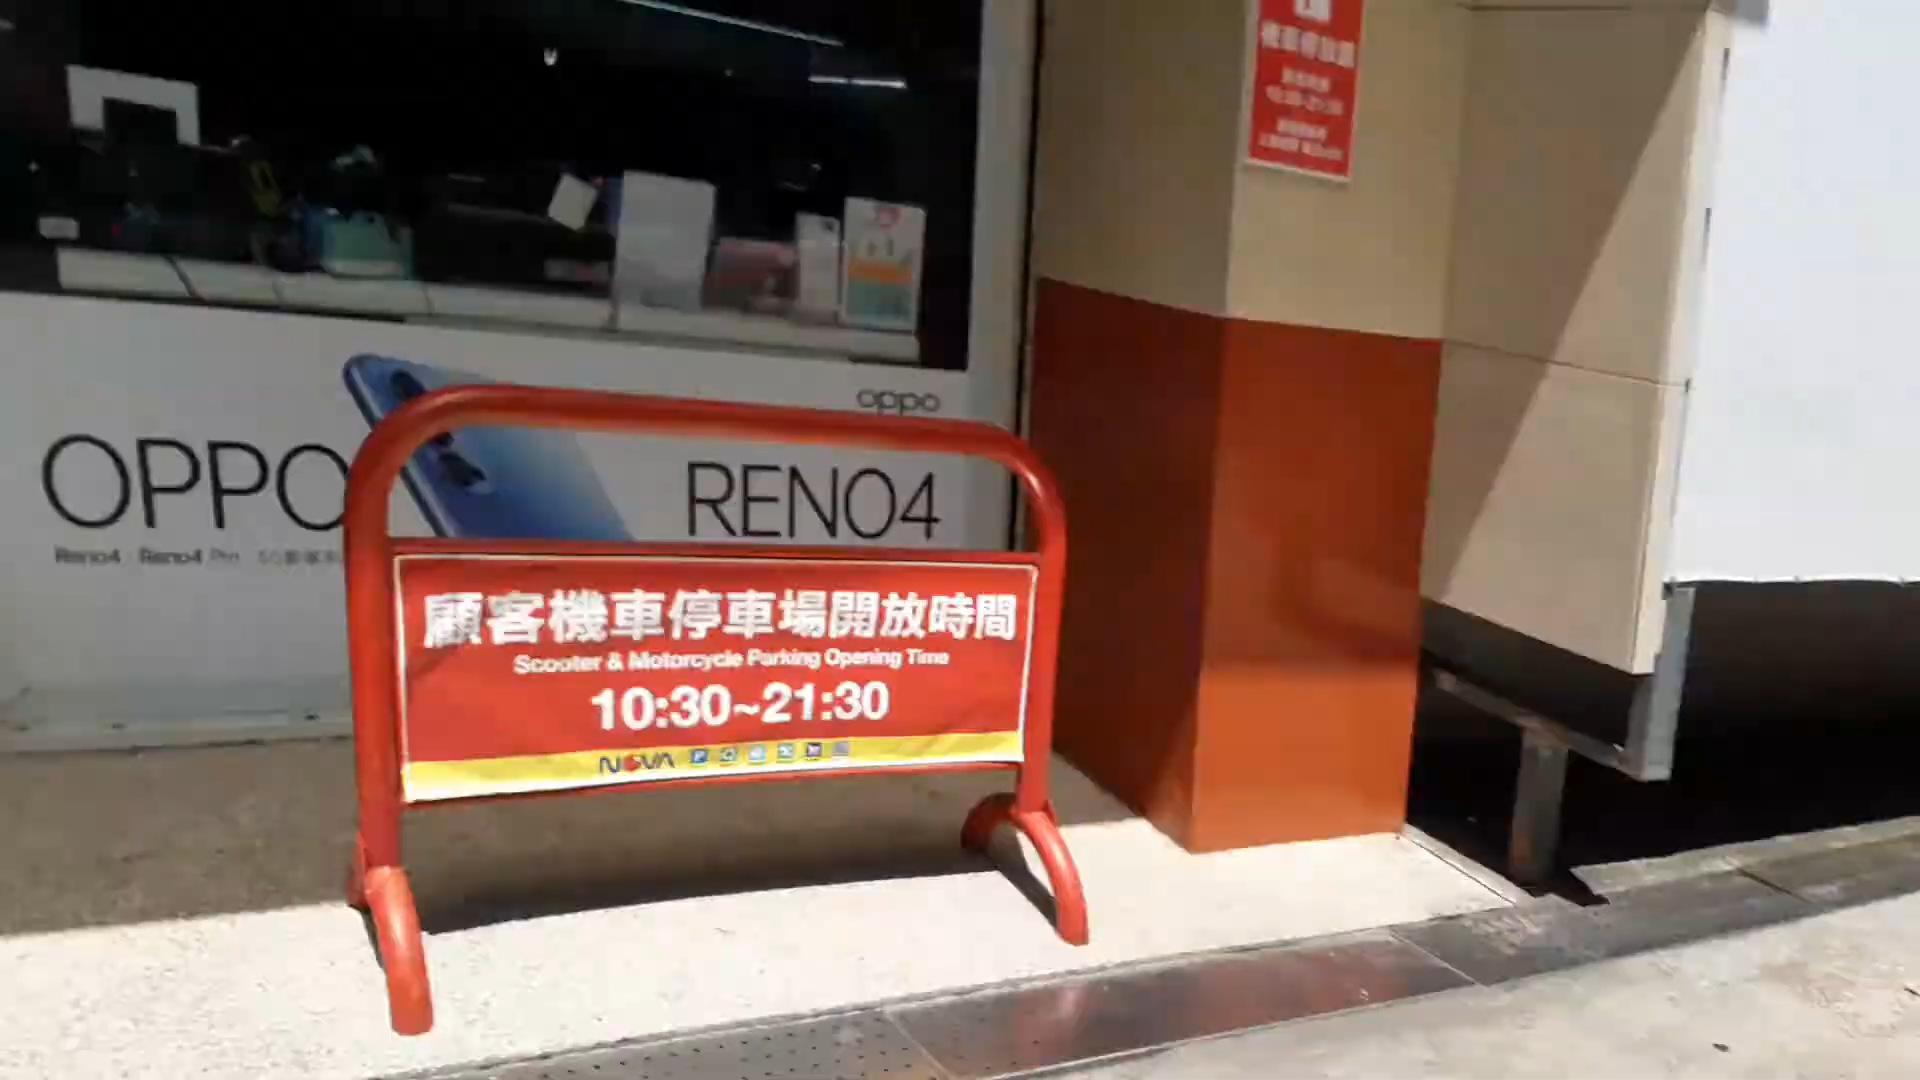 oppo
OPPO
RENO4
Reno4 Reno4 Pro
顧客機車停車場開放時間
Scooter & Motorcycle Parking Opening Time
10:30~21:30
NOVA